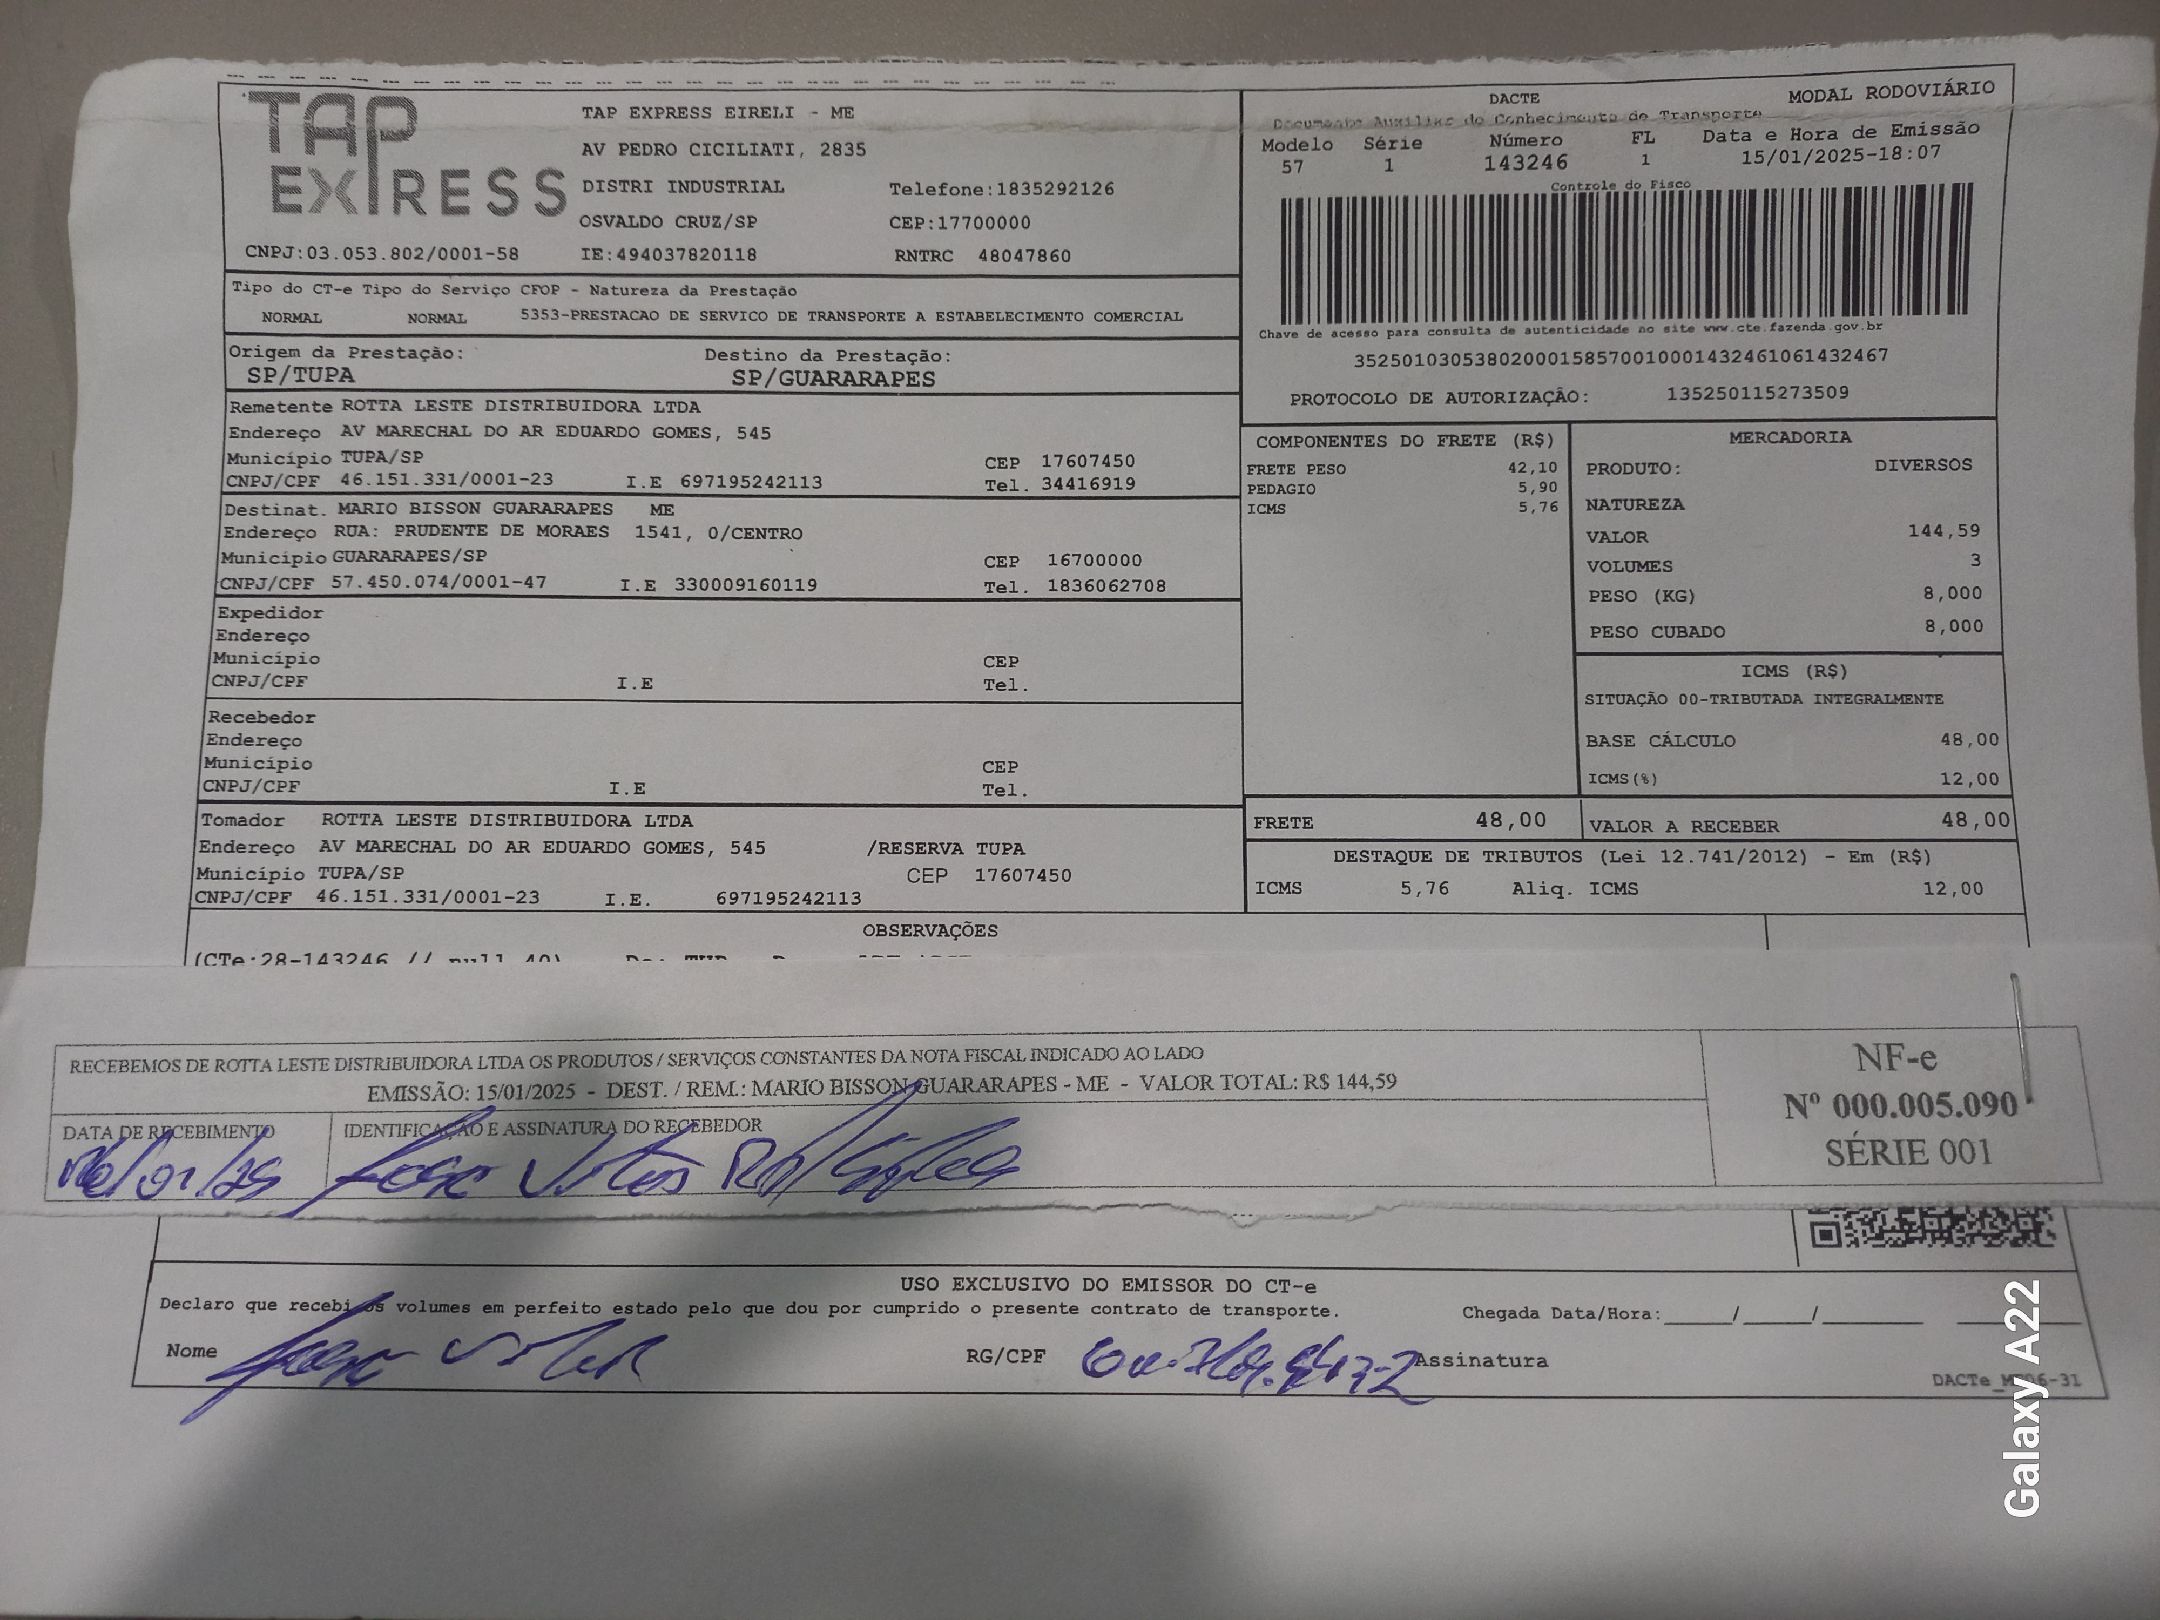 TAP EXPRESS
TAP EXPRESS EIRELI - ME
AV PEDRO CICILIATI, 2835
DISTRI INDUSTRIAL Telefone:1835292126
OSVALDO CRUZ/SP CEP:17700000
CNPJ:03.053.802/0001-58 IE:494037820118 RNTRC 48047860
DACTE MODAL RODOVIÁRIO
Documento Auxiliar do Conhecimento de Transporte
Modelo Série Número FL Data e Hora de Emissão
57 1 143246 1 15/01/2025-18:07
Controle do Fisco
Chave de acesso para consulta de autenticidade no site www.cte.fazenda.gov.br
35250103053802000158570010001432461061432467
PROTOCOLO DE AUTORIZAÇÃO: 135250115273509
Tipo do CT-e Tipo do Serviço CFOP - Natureza da Prestação
NORMAL NORMAL 5353-PRESTACAO DE SERVICO DE TRANSPORTE A ESTABELECIMENTO COMERCIAL
Origem da Prestação: Destino da Prestação:
SP/TUPA SP/GUARARAPES
Remetente ROTTA LESTE DISTRIBUIDORA LTDA
Endereço AV MARECHAL DO AR EDUARDO GOMES, 545
Município TUPA/SP CEP 17607450
CNPJ/CPF 46.151.331/0001-23 I.E 697195242113 Tel. 34416919
Destinat. MARIO BISSON GUARARAPES ME
Endereço RUA: PRUDENTE DE MORAES 1541, 0/CENTRO
Município GUARARAPES/SP CEP 16700000
CNPJ/CPF 57.450.074/0001-47 I.E 330009160119 Tel. 1836062708
Expedidor
Endereço
Município CEP
CNPJ/CPF I.E Tel.
Recebedor
Endereço
Município CEP
CNPJ/CPF I.E Tel.
Tomador ROTTA LESTE DISTRIBUIDORA LTDA
Endereço AV MARECHAL DO AR EDUARDO GOMES, 545 /RESERVA TUPA
Município TUPA/SP CEP 17607450
CNPJ/CPF 46.151.331/0001-23 I.E. 697195242113
COMPONENTES DO FRETE (R$)
FRETE PESO 42,10
PEDAGIO 5,90
ICMS 5,76
MERCADORIA
PRODUTO: DIVERSOS
NATUREZA
VALOR 144,59
VOLUMES 3
PESO (KG) 8,000
PESO CUBADO 8,000
ICMS (R$)
SITUAÇÃO 00-TRIBUTADA INTEGRALMENTE
BASE CÁLCULO 48,00
ICMS(%) 12,00
FRETE 48,00 VALOR A RECEBER 48,00
DESTAQUE DE TRIBUTOS (Lei 12.741/2012) - Em (R$)
ICMS 5,76 Aliq. ICMS 12,00
OBSERVAÇÕES
(CTe:28-143246 // null 40)
RECEBEMOS DE ROTTA LESTE DISTRIBUIDORA LTDA OS PRODUTOS / SERVIÇOS CONSTANTES DA NOTA FISCAL INDICADO AO LADO
EMISSÃO: 15/01/2025 - DEST. / REM.: MARIO BISSON GUARARAPES - ME - VALOR TOTAL: R$ 144,59
DATA DE RECEBIMENTO IDENTIFICAÇÃO E ASSINATURA DO RECEBEDOR
16/01/25
NF-e
Nº 000.005.090
SÉRIE 001
USO EXCLUSIVO DO EMISSOR DO CT-e
Declaro que recebi os volumes em perfeito estado pelo que dou por cumprido o presente contrato de transporte. Chegada Data/Hora:____/____/____
Nome RG/CPF Assinatura
Galaxy A22